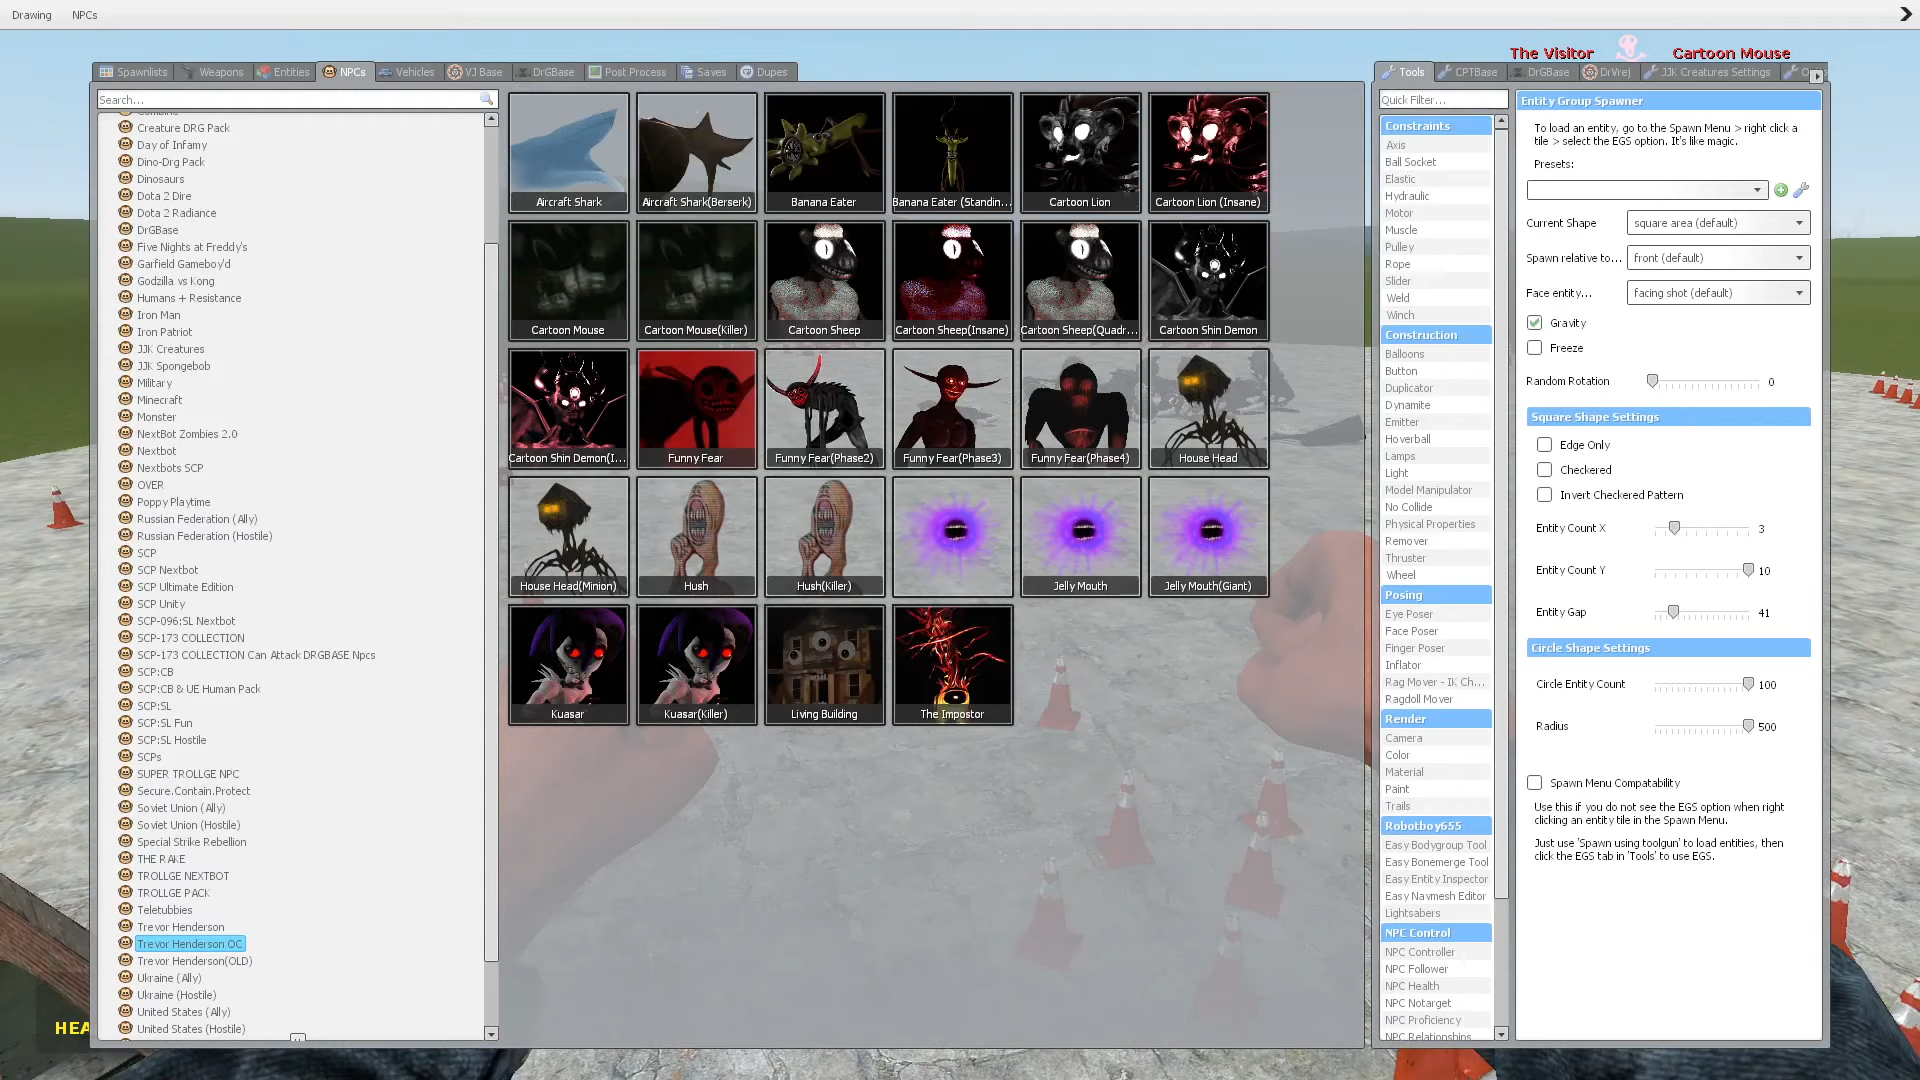 Drawing
NPCs
The Visitor
Cartoon Mouse
Spawnlists
Weapons
Entities
NPCs
Vehicles
VJ Base
DrGBase
Post Process
Saves
Dupes
Search...
Creature DRG Pack
Day of Infamy
Dino-Drg Pack
Dinosaurs
Dota 2 Dire
Dota 2 Radiance
DrGBase
Five Nights at Freddy's
Garfield Gameboy'd
Godzilla vs Kong
Humans + Resistance
Iron Man
Iron Patriot
JJK Creatures
JJK Spongebob
Military
Minecraft
Monster
NextBot Zombies 2.0
Nextbot
Nextbots SCP
OVER
Poppy Playtime
Russian Federation (Ally)
Russian Federation (Hostile)
SCP
SCP Nextbot
SCP Ultimate Edition
SCP Unity
SCP-096:SL Nextbot
SCP-173 COLLECTION
SCP-173 COLLECTION Can Attack DRGBASE Npcs
SCP:CB
SCP:CB & UE Human Pack
SCP:SL
SCP:SL Fun
SCP:SL Hostile
SCPs
SUPER TROLLGE NPC
Secure.Contain.Protect
Soviet Union (Ally)
Soviet Union (Hostile)
Special Strike Rebellion
THE RAKE
TROLLGE NEXTBOT
TROLLGE PACK
Teletubbies
Trevor Henderson
Trevor Henderson OC
Trevor Henderson(OLD)
Ukraine (Ally)
Ukraine (Hostile)
United States (Ally)
United States (Hostile)
HEA
Aircraft Shark
Aircraft Shark(Berserk)
Banana Eater
Banana Eater (Standin...
Cartoon Lion
Cartoon Lion (Insane)
Cartoon Mouse
Cartoon Mouse(Killer)
Cartoon Sheep
Cartoon Sheep(Insane)
Cartoon Sheep(Quadr...
Cartoon Shin Demon
Cartoon Shin Demon(I...
Funny Fear
Funny Fear(Phase2)
Funny Fear(Phase3)
Funny Fear(Phase4)
House Head
House Head(Minion)
Hush
Hush(Killer)
Jelly Mouth
Jelly Mouth(Giant)
Kuasar
Kuasar(Killer)
Living Building
The Impostor
Tools
CPTBase
DrGBase
DrVrej
JJK Creatures Settings
Quick Filter...
Constraints
Axis
Ball Socket
Elastic
Hydraulic
Motor
Muscle
Pulley
Rope
Slider
Weld
Winch
Construction
Balloons
Button
Duplicator
Dynamite
Emitter
Hoverball
Lamps
Light
Model Manipulator
No Collide
Physical Properties
Remover
Thruster
Wheel
Posing
Eye Poser
Face Poser
Finger Poser
Inflator
Rag Mover - IK Ch...
Ragdoll Mover
Render
Camera
Color
Material
Paint
Trails
Robotboy655
Easy Bodygroup Tool
Easy Bonemerge Tool
Easy Entity Inspector
Easy Navmesh Editor
Lightsabers
NPC Control
NPC Controller
NPC Follower
NPC Health
NPC Notarget
NPC Proficiency
NPC Relationships
Entity Group Spawner
To load an entity, go to the Spawn Menu > right click a
tile > select the EGS option. It's like magic.
Presets:
Current Shape
square area (default)
Spawn relative to...
front (default)
Face entity...
facing shot (default)
Gravity
Freeze
Random Rotation
0
Square Shape Settings
Edge Only
Checkered
Invert Checkered Pattern
Entity Count X
3
Entity Count Y
10
Entity Gap
41
Circle Shape Settings
Circle Entity Count
100
Radius
500
Spawn Menu Compatability
Use this if you do not see the EGS option when right
clicking an entity tile in the Spawn Menu.
Just use 'Spawn using toolgun' to load entities, then
click the EGS tab in 'Tools' to use EGS.